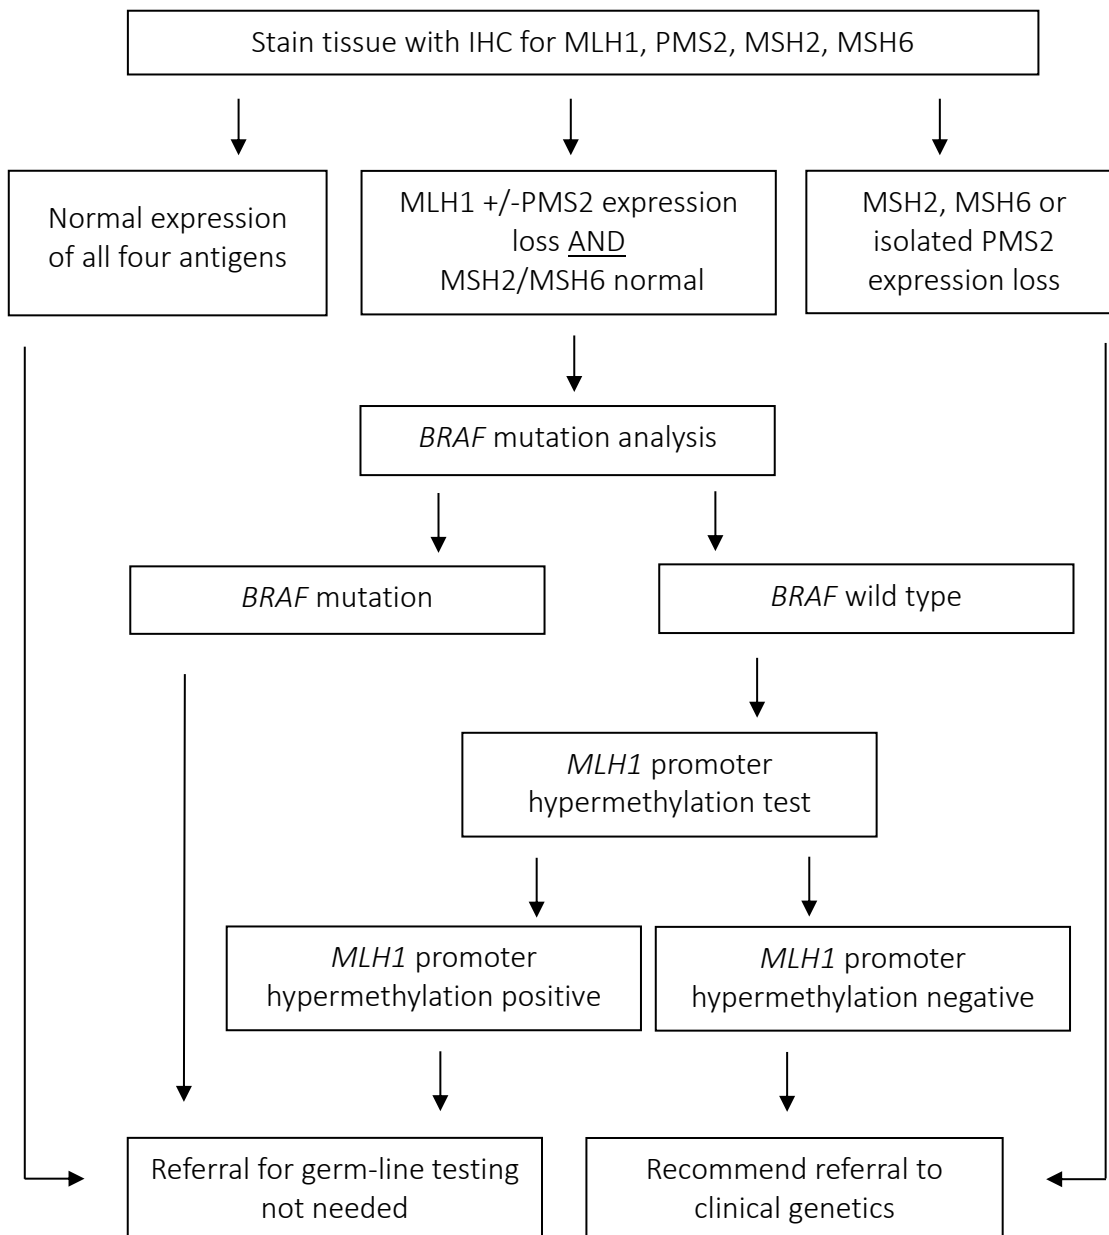 Stain tissue with IHC for MLH1, PMS2, MSH2, MSH6
Normal expression
of all four antigens
MLH1 +/-PMS2 expression
loss AND
MSH2/MSH6 normal
MSH2, MSH6 or
isolated PMS2
expression loss
BRAF mutation analysis
BRAF mutation
BRAF wild type
MLH1 promoter
hypermethylation test
MLH1 promoter
hypermethylation positive
MLH1 promoter
hypermethylation negative
Referral for germ-line testing
not needed
Recommend referral to
clinical genetics